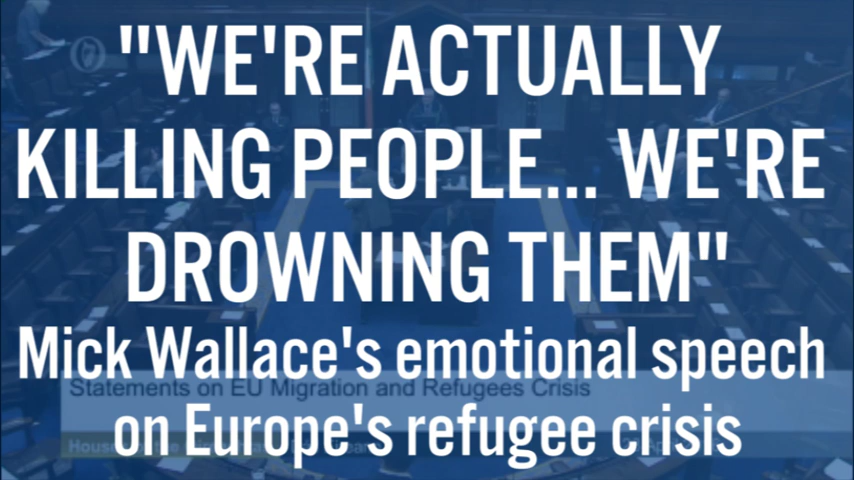 "WE'RE ACTUALLY
KILLING PEOPLE... WE'RE
DROWNING THEM"
Mick Wallace's emotional speech
Statements on EU Migration and Refugees Crisis
on Europe's refugee crisis